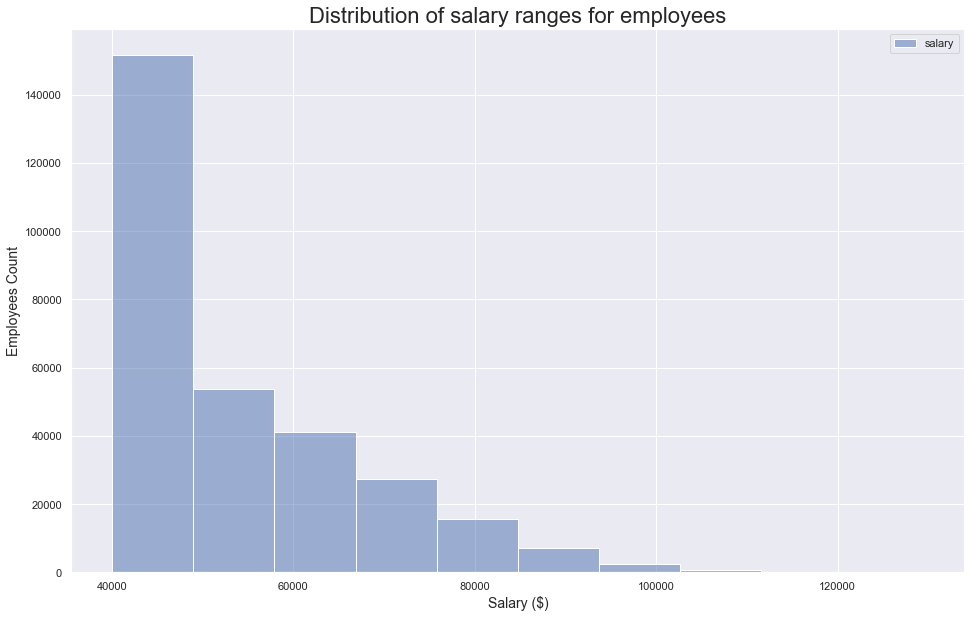 Distribution of salary ranges for employees
salary
140000
120000
100000
80000
60000
40000
20000
0
Employees Count
40000 60000 80000 100000 120000
Salary ($)